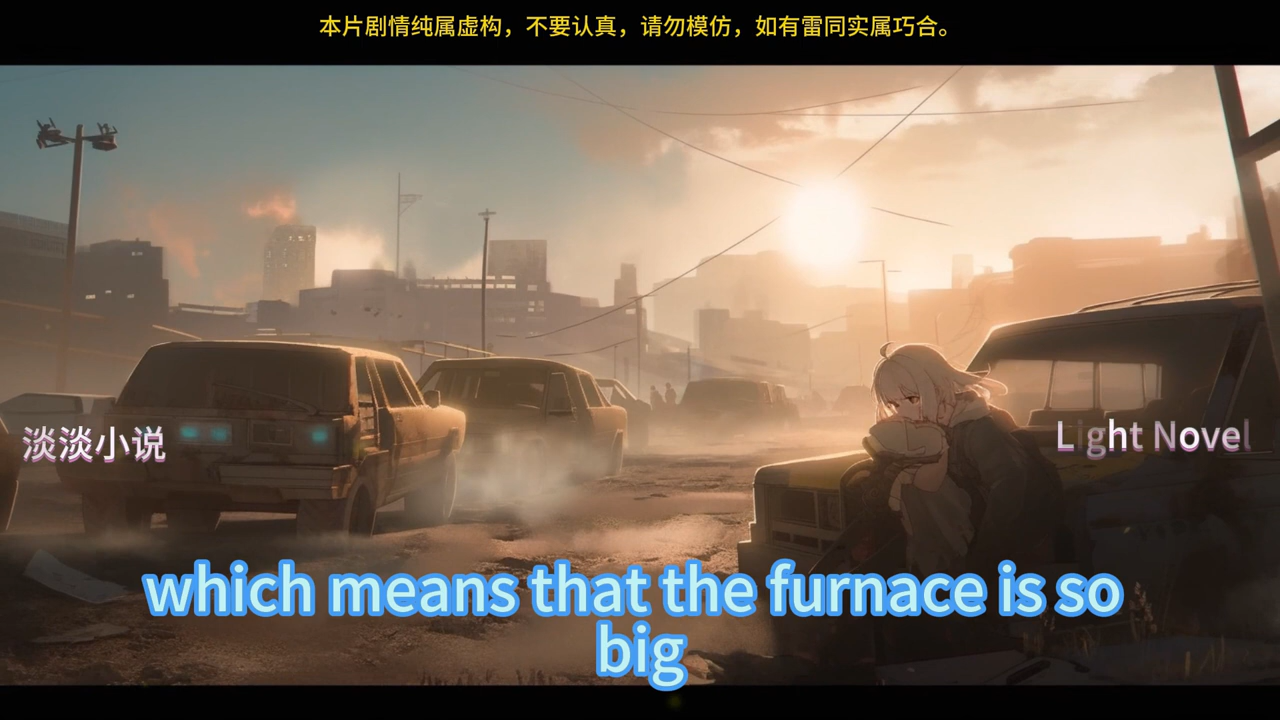 本片剧情纯属虚构，不要认真，请勿模仿，如有雷同实属巧合。
淡淡小说
Light Novel
which means that the furnace is so
big